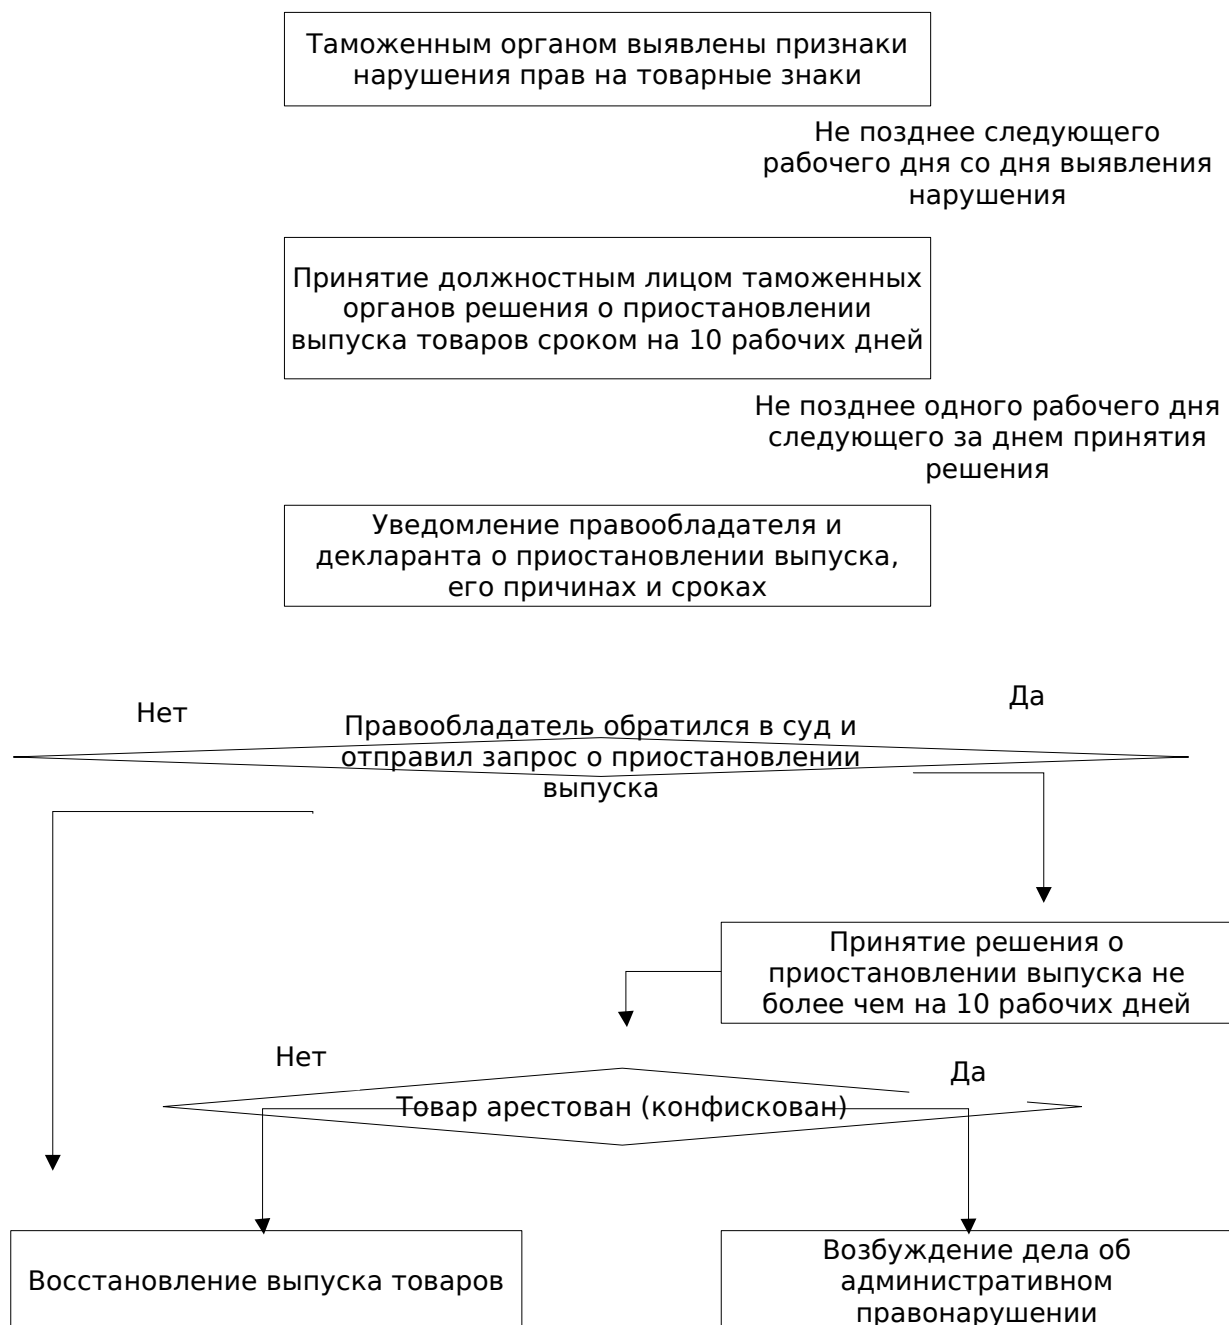 Таможенным органом выявлены признаки
нарушения прав на товарные знаки
Не позднее следующего
рабочего дня со дня выявления
нарушения
Принятие должностным лицом таможенных
органов решения о приостановлении
выпуска товаров сроком на 10 рабочих дней
Не позднее одного рабочего дня
следующего за днем принятия
решения
Уведомление правообладателя и
декларанта о приостановлении выпуска,
его причинах и сроках
Нет
Да
Правообладатель обратился в суд и
отправил запрос о приостановлении
выпуска
Принятие решения о
приостановлении выпуска не
более чем на 10 рабочих дней
Нет
Да
Товар арестован (конфискован)
Восстановление выпуска товаров
Возбуждение дела об
административном
правонарушении